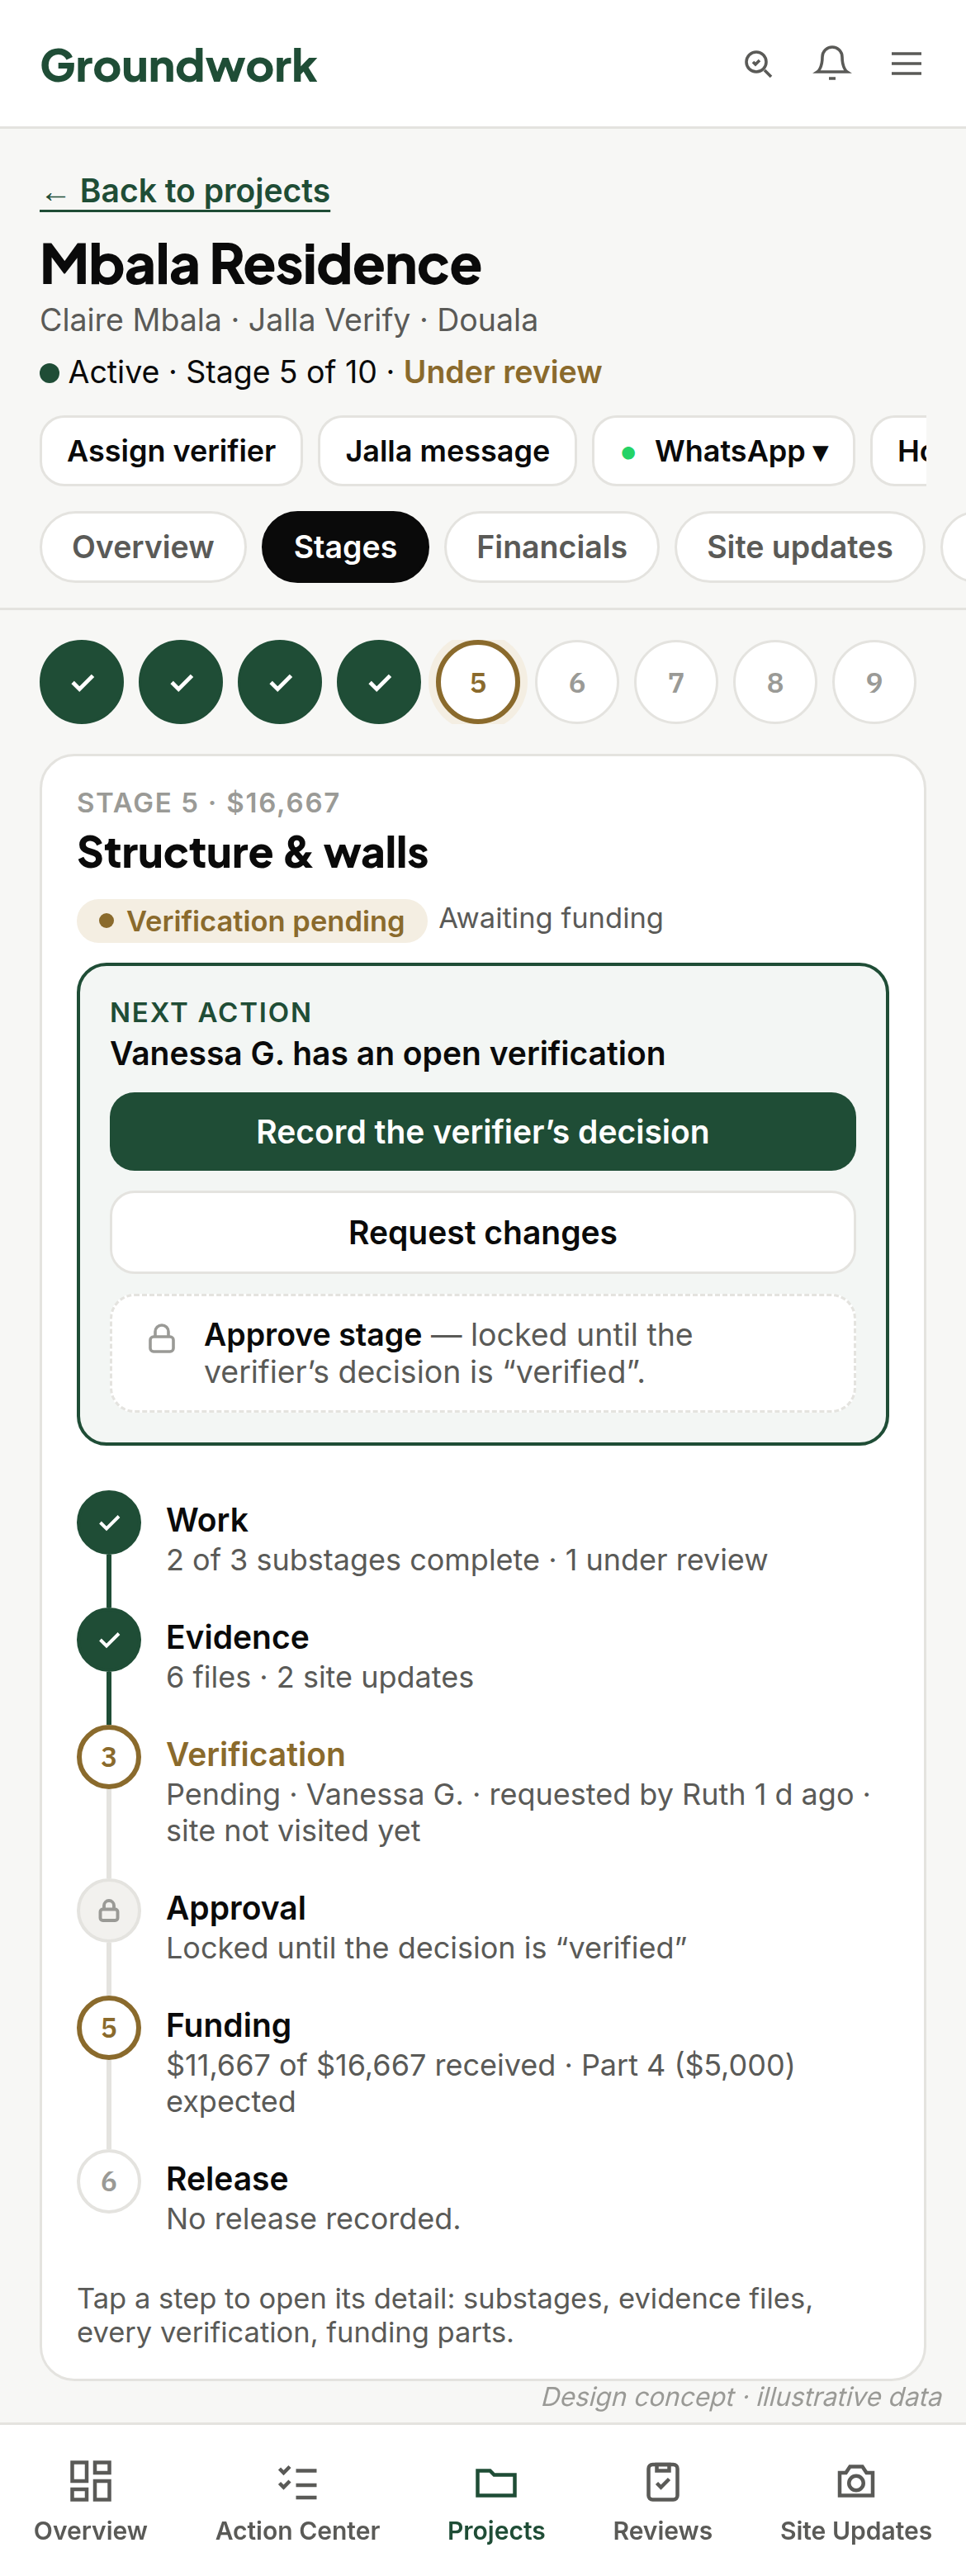 Groundwork
← Back to projects
Mbala Residence
Claire Mbala · Jalla Verify · Douala
Active · Stage 5 of 10 · Under review
Assign verifier
Jalla message
WhatsApp ▾
Overview
Stages
Financials
Site updates
5
6
7
8
9
STAGE 5 · $16,667
Structure & walls
Verification pending
Awaiting funding
NEXT ACTION
Vanessa G. has an open verification
Record the verifier’s decision
Request changes
Approve stage — locked until the
verifier’s decision is “verified”.
Work
2 of 3 substages complete · 1 under review
Evidence
6 files · 2 site updates
3
Verification
Pending · Vanessa G. · requested by Ruth 1 d ago ·
site not visited yet
Approval
Locked until the decision is “verified”
5
Funding
$11,667 of $16,667 received · Part 4 ($5,000)
expected
6
Release
No release recorded.
Tap a step to open its detail: substages, evidence files,
every verification, funding parts.
Design concept · illustrative data
Overview
Action Center
Projects
Reviews
Site Updates